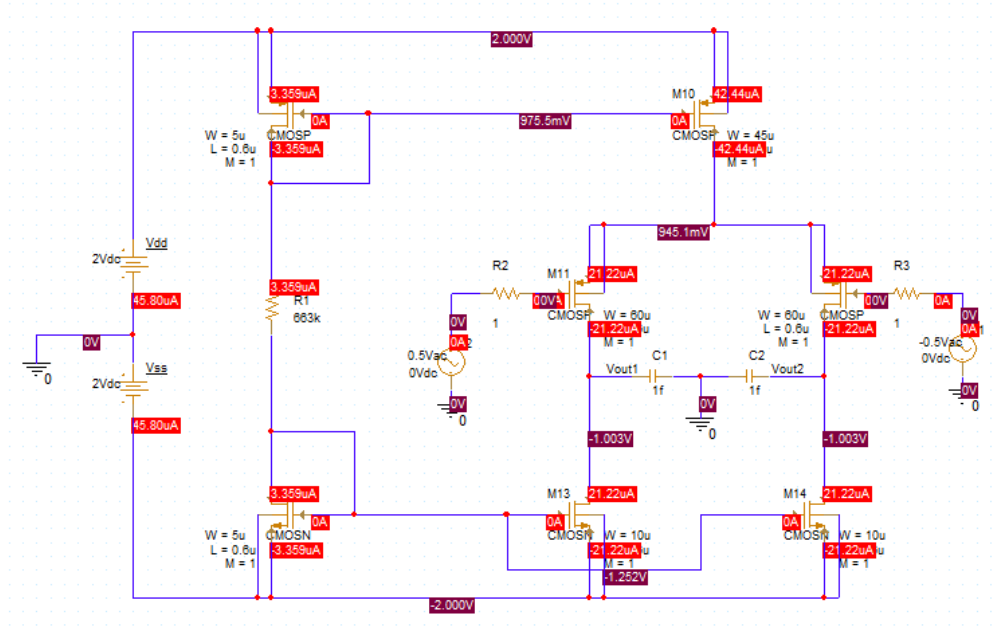 2.000V
3.359uA
M10
42.44uA
0A
975.5mV
0A
W = 5u
CMOSP
L = 0.6u
-3.359uA
M = 1
W = 45u
-42.44uA
M = 1
945.1mV
Vdd
2Vdc
45.80uA
0V
0
Vss
2Vdc
45.80uA
3.359uA
R1
663k
R2
1
M11
21.22uA
CMOSP
W = 60u
-21.22uA
M = 1
0V
0A
0.5Vac
0Vdc
0V
0
21.22uA
CMOSP
W = 60u
L = 0.6u
-21.22uA
M = 1
R3
1
0A
0V
0A
-0.5Vac
0Vdc
0V
0
Vout1
C1
1f
C2
1f
Vout2
0V
0
-1.003V
-1.003V
3.359uA
0A
W = 5u
CMOSN
L = 0.6u
-3.359uA
M = 1
M13
21.22uA
0A
CMOSN
W = 10u
-21.22uA
M = 1
-1.252V
M14
21.22uA
0A
CMOSN
W = 10u
-21.22uA
M = 1
-2.000V